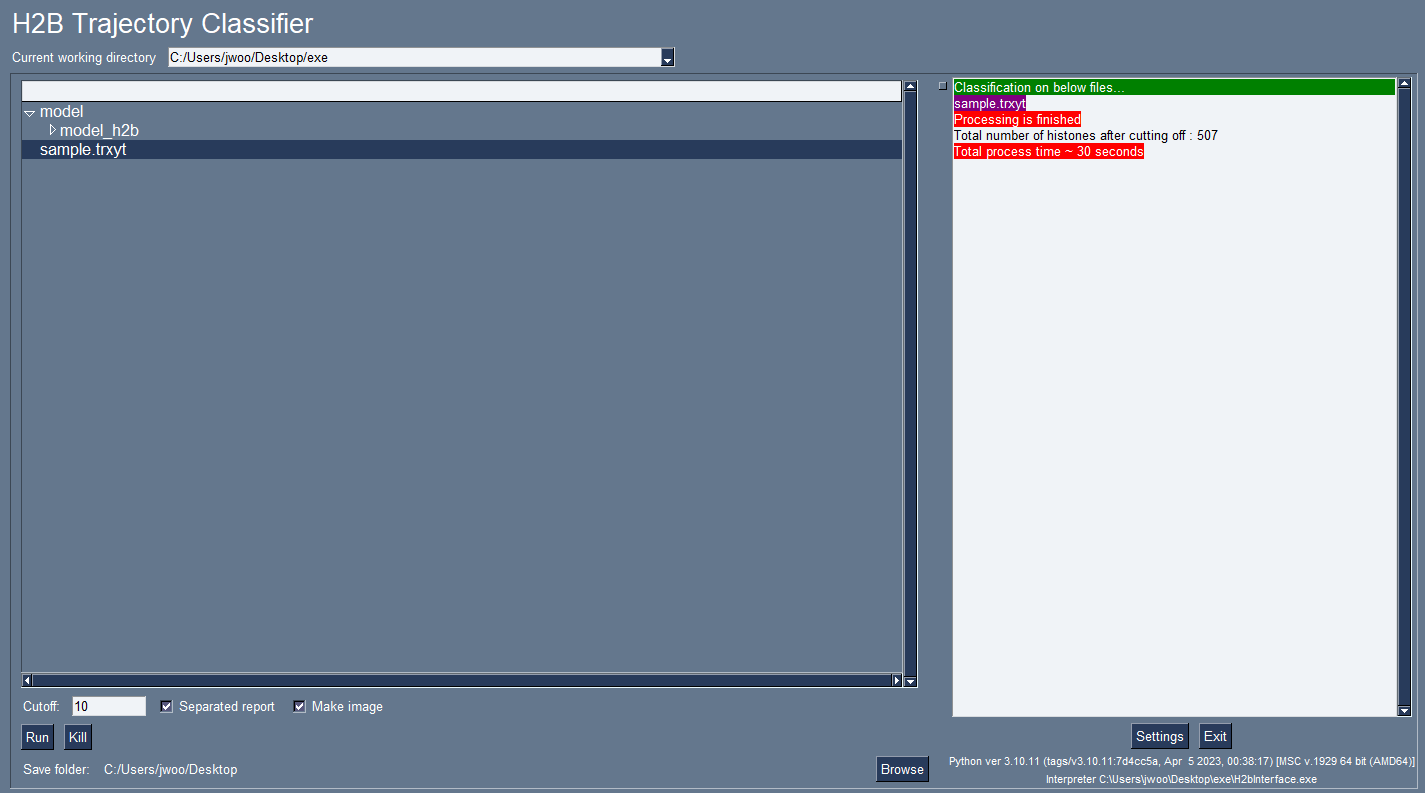 H2B Trajectory Classifier
Current working directory C:/Users/jwoo/Desktop/exe
model
model_h2b
sample.trxyt
Classification on below files...
sample.trxyt
Processing is finished
Total number of histones after cutting off : 507
Total process time ~ 30 seconds
Cutoff: 10 Separated report Make image
Run Kill
Save folder: C:/Users/jwoo/Desktop Browse
Settings Exit
Python ver 3.10.11 (tags/v3.10.11:7d4cc5a, Apr 5 2023, 00:38:17) [MSC v.1929 64 bit (AMD64)]
Interpreter C:\Users\jwoo\Desktop\exe\H2bInterface.exe